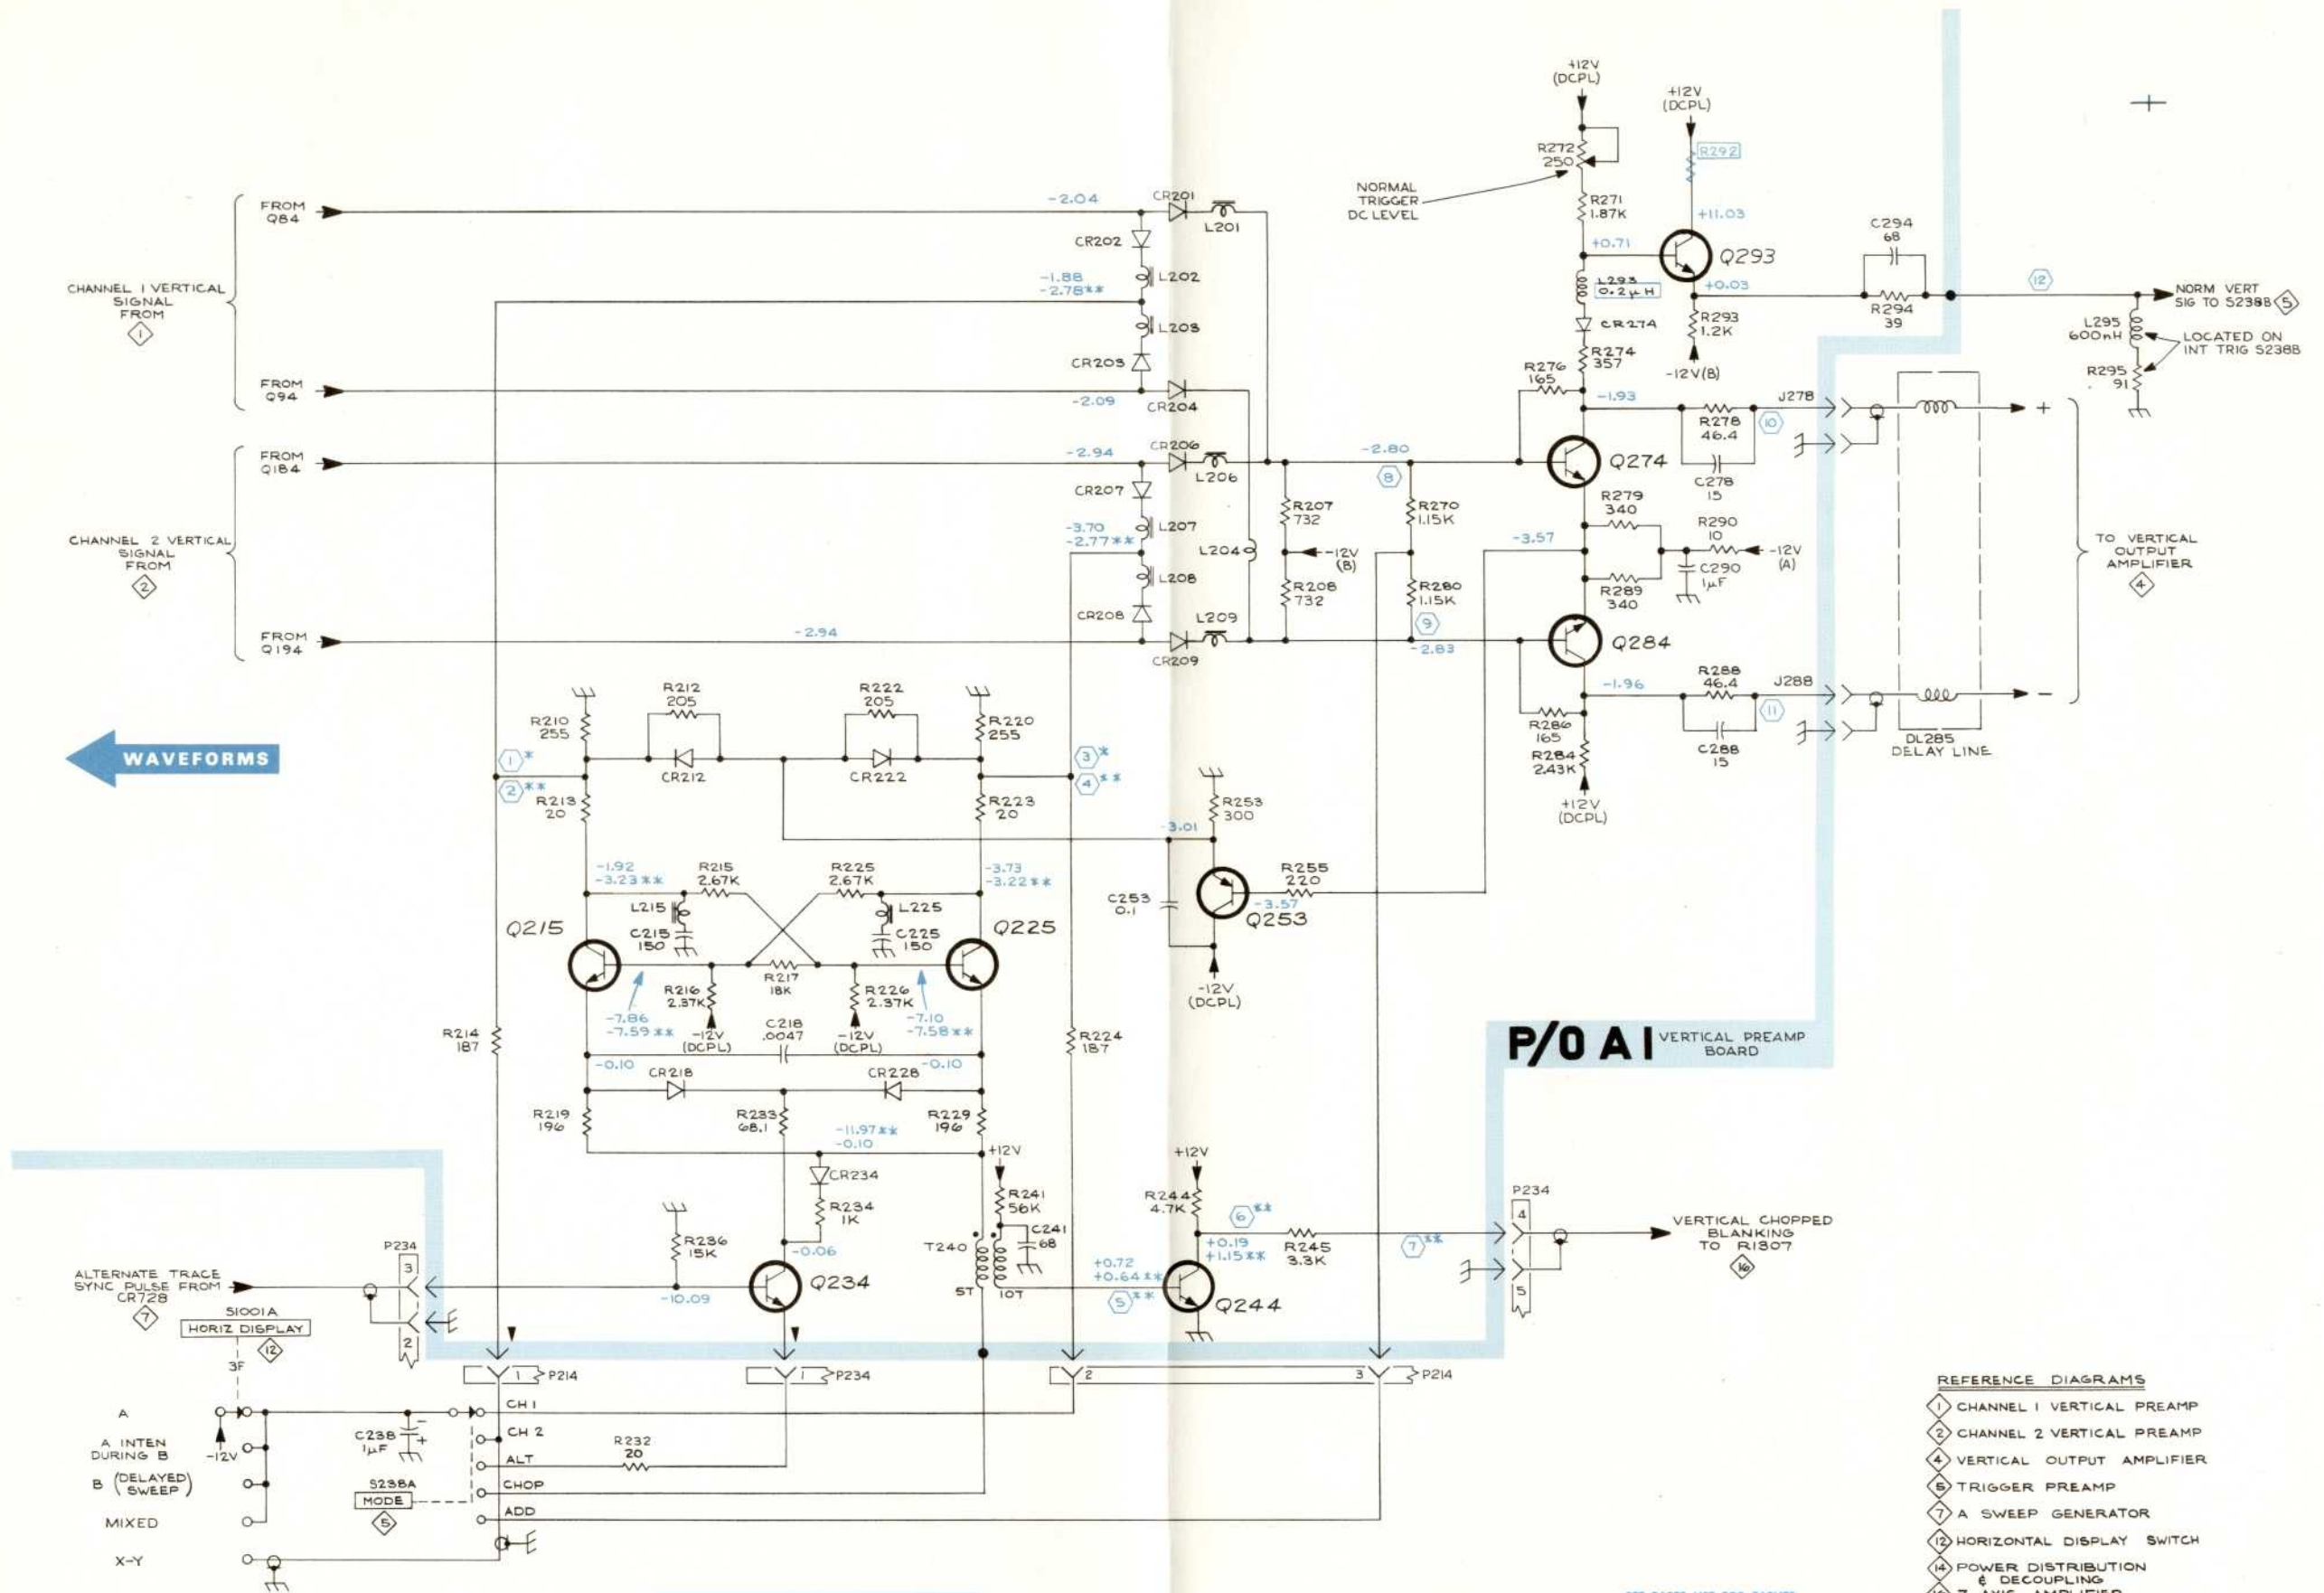 +12V
(DCPL)
+12V
(DCPL)
R272
250
R292
NORMAL
TRIGGER
DC LEVEL
R271
1.87K
+11.03
+0.71
Q293
C294
68
FROM
Q84
-2.04
CR201
L201
CR202
L202
-1.88
-2.78**
CHANNEL 1 VERTICAL
SIGNAL
FROM
1
L203
CR203
FROM
Q94
-2.09
CR204
L293
0.2µH
+0.03
12
NORM VERT
SIG TO S238B 5
R294
39
CR274
R293
1.2K
-12V(B)
L295
600nH
LOCATED ON
INT TRIG S238B
R295
91
R274
357
R276
165
-1.93
R278
46.4
10
J278
+
C278
15
FROM
Q184
-2.94
CR206
L206
-2.80
8
Q274
CR207
L207
-3.70
-2.77**
CHANNEL 2 VERTICAL
SIGNAL
FROM
2
L204
R207
732
-12V
(B)
R208
732
R270
1.15K
R280
1.15K
-3.57
R279
340
R290
10
-12V
(A)
C290
1µF
R289
340
TO VERTICAL
OUTPUT
AMPLIFIER
4
L208
CR208
FROM
Q194
-2.94
L209
CR209
9
-2.83
Q284
-1.96
R288
46.4
J288
11
-
C288
15
R286
165
R284
2.43K
+12V
(DCPL)
DL285
DELAY LINE
WAVEFORMS
R212
205
R222
205
R210
255
R220
255
1*
2**
CR212
CR222
3*
4**
R213
20
R223
20
-3.01
R253
300
-1.92
-3.23**
R215
2.67K
R225
2.67K
-3.73
-3.22**
R255
220
-3.57
Q253
C253
0.1
-12V
(DCPL)
L215
C215
150
L225
C225
150
Q215
Q225
R217
18K
R216
2.37K
R226
2.37K
-7.86
-7.59**
-12V
(DCPL)
C218
.0047
-12V
(DCPL)
-7.10
-7.58**
R214
187
R224
187
-0.10
-0.10
CR218
CR228
P/O A1 VERTICAL PREAMP
BOARD
R219
196
R233
68.1
R229
196
-11.97**
-0.10
CR234
R234
1K
+12V
R241
56K
C241
68
T240
5T
10T
+12V
R244
4.7K
6**
+0.19
+1.15**
R245
3.3K
7**
P234
4
5
VERTICAL CHOPPED
BLANKING
TO R1307
16
ALTERNATE TRACE
SYNC PULSE FROM
CR728
7
P234
3
2
R236
15K
-0.06
-10.09
Q234
+0.72
+0.64**
5**
Q244
S1001A
HORIZ DISPLAY
12
3F
1
P214
1
P234
2
3
P214
A
A INTEN
DURING B
B (DELAYED
SWEEP)
MIXED
X-Y
-12V
C238
1µF
S238A
MODE
5
CH 1
CH 2
ALT
CHOP
ADD
R232
20
REFERENCE DIAGRAMS
1 CHANNEL 1 VERTICAL PREAMP
2 CHANNEL 2 VERTICAL PREAMP
4 VERTICAL OUTPUT AMPLIFIER
5 TRIGGER PREAMP
7 A SWEEP GENERATOR
12 HORIZONTAL DISPLAY SWITCH
14 POWER DISTRIBUTION
& DECOUPLING